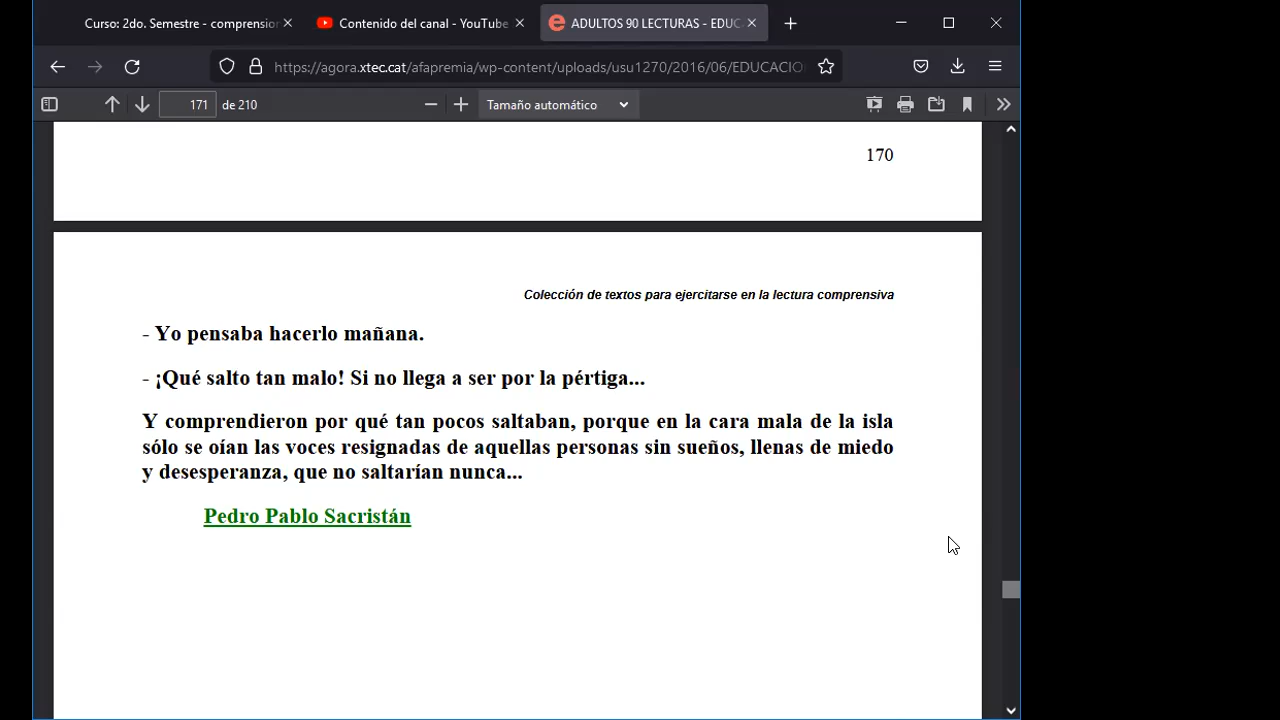 Curso: 2do. Semestre - comprension
Contenido del canal - YouTube
ADULTOS 90 LECTURAS - EDUC
https://agora.xtec.cat/afapremia/wp-content/uploads/usu1270/2016/06/EDUCACIO
171 de 210
Tamaño automático
170
Colección de textos para ejercitarse en la lectura comprensiva
- Yo pensaba hacerlo mañana.
- ¡Qué salto tan malo! Si no llega a ser por la pértiga...
Y comprendieron por qué tan pocos saltaban, porque en la cara mala de la isla
sólo se oían las voces resignadas de aquellas personas sin sueños, llenas de miedo
y desesperanza, que no saltarían nunca...
Pedro Pablo Sacristán